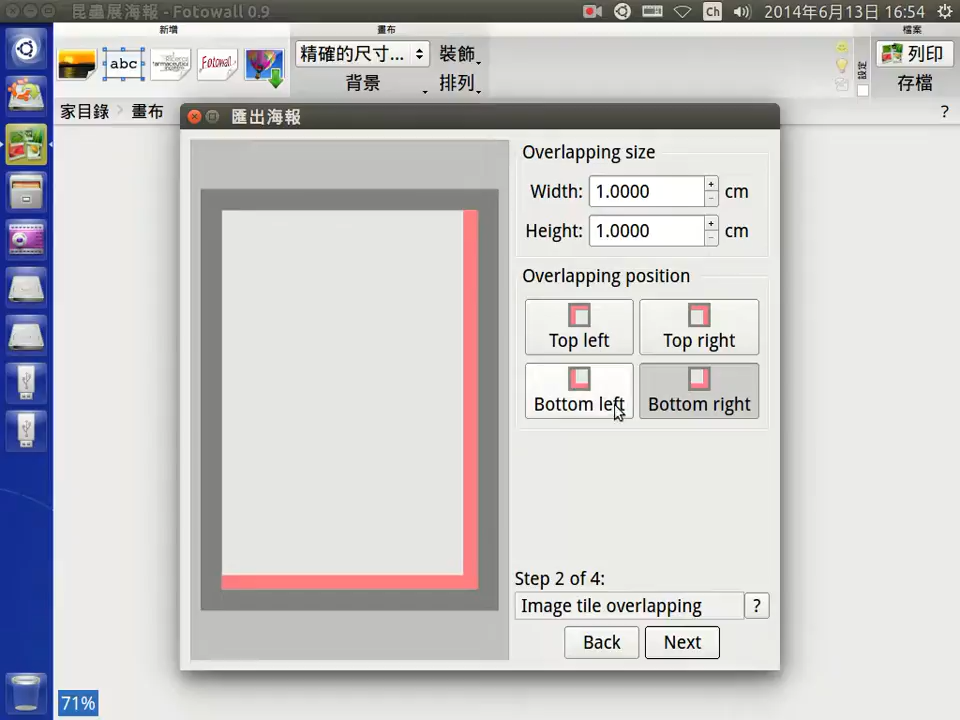 昆蟲展海報 - Fotowall 0.9
Ch
2014年6月13日 16:54
新增
畫布
檔案
abc
Fotowall
精確的尺寸...
裝飾
背景
排列
設定
列印
存檔
家目錄
畫布
?
匯出海報
Overlapping size
Width:
1.0000
cm
Height:
1.0000
cm
Overlapping position
Top left
Top right
Bottom left
Bottom right
Step 2 of 4:
Image tile overlapping
?
Back
Next
71%